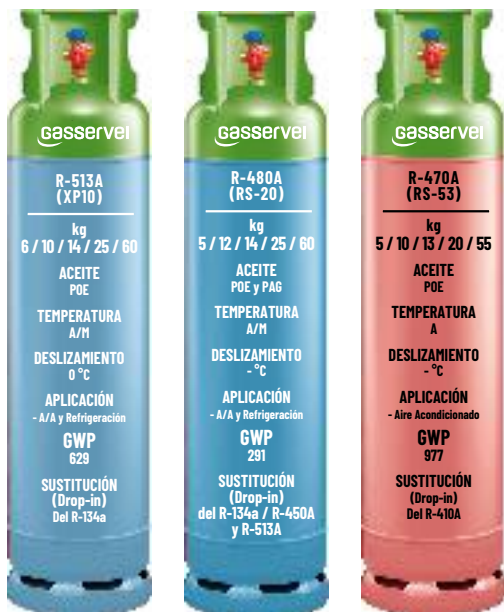 Gasservei
R-513A
(XP10)
kg
6 / 10 / 14 / 25 / 60
ACEITE
POE
TEMPERATURA
A/M
DESLIZAMIENTO
0 °C
APLICACIÓN
- A/A y Refrigeración
GWP
629
SUSTITUCIÓN
(Drop-in)
Del R-134a
Gasservei
R-480A
(RS-20)
kg
5 / 12 / 14 / 25 / 60
ACEITE
POE y PAG
TEMPERATURA
A/M
DESLIZAMIENTO
- °C
APLICACIÓN
- A/A y Refrigeración
GWP
291
SUSTITUCIÓN
(Drop-in)
del R-134a / R-450A
y R-513A
Gasservei
R-470A
(RS-53)
kg
5 / 10 / 13 / 20 / 55
ACEITE
POE
TEMPERATURA
A
DESLIZAMIENTO
- °C
APLICACIÓN
- Aire Acondicionado
GWP
977
SUSTITUCIÓN
(Drop-in)
Del R-410A